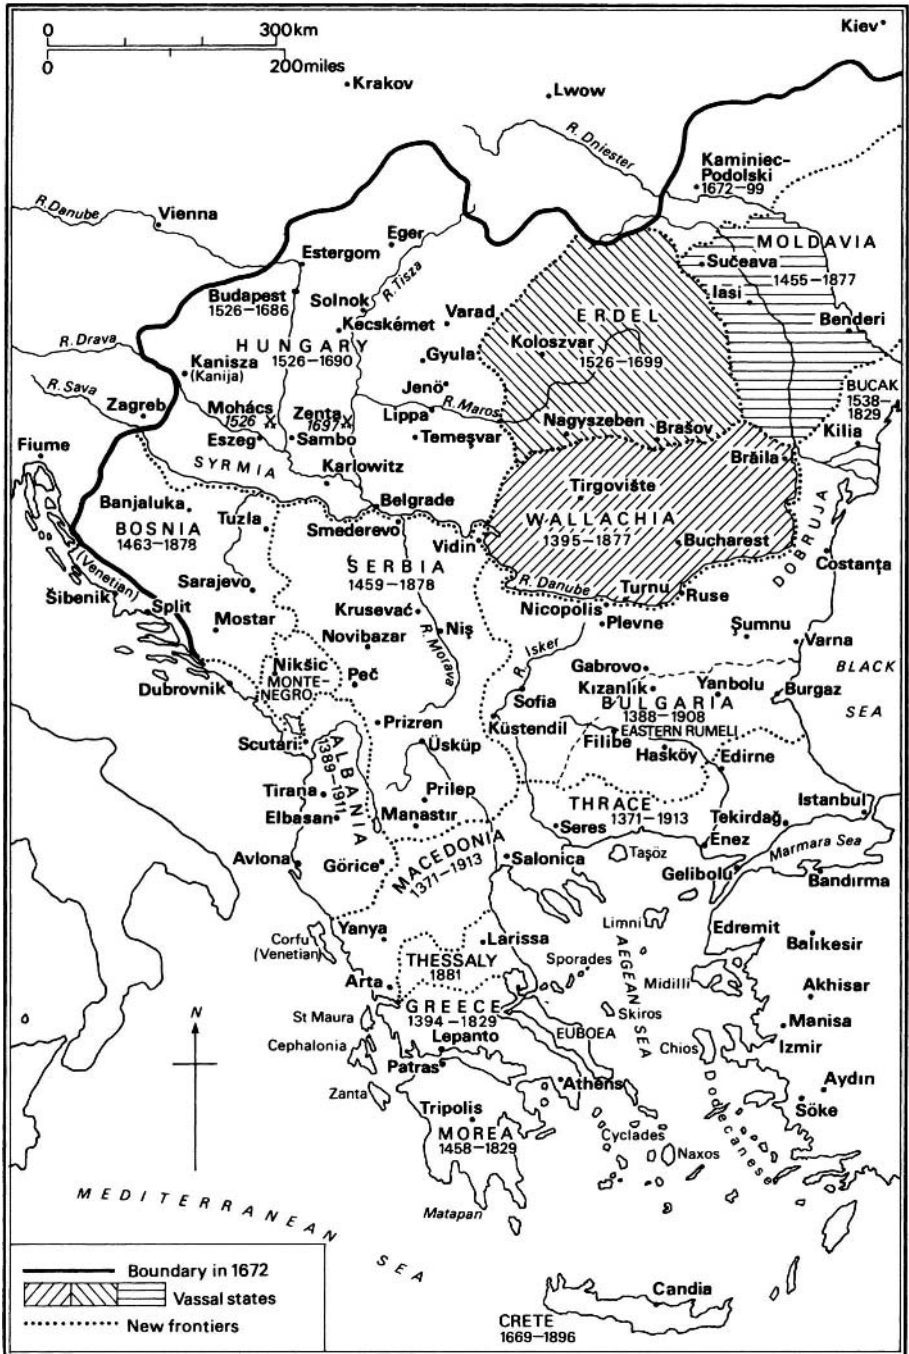 0 300km
0 200miles
Kiev
Krakov
Lwow
R. Dniester
Kaminiec-
Podolski
1672–99
R. Danube
Vienna
Eger
Estergom
R. Tisza
MOLDAVIA
Sučeava
1455–1877
Iaši
Budapest
1526–1686
Solnok
Varad
ERDEL
Kecskémet
Benderi
R. Drava
HUNGARY
1526–1690
Koloszvar
1526–1699
Kanisza
(Kanija)
Gyula
R. Sava
Jenö
BUCAK
1538–
1829
Zagreb
Mohács
1526
Zenta
1697
Lippa
R. Maros
Nagyszeben
Brašov
Kilia
Eszeg
Sambo
Temeşvar
Fiume
SYRMIA
Karlowitz
Brăila
Tirgovište
Banjaluka
Belgrade
BOSNIA
1463–1878
Tuzla
Smederevo
WALLACHIA
1395–1877
Vidin
Bucharest
DOBRUJA
(Venetian)
SERBIA
1459–1878
Costanţa
Sarajevo
R. Danube
Turnu
Šibenik
Split
Ruse
Krusevać
Nicopolis
Mostar
Niş
Plevne
Şumnu
Novibazar
Varna
R. Morava
R. Isker
Nikšic
MONTE-
NEGRO
Peč
Gabrovo
BLACK
SEA
Dubrovnik
Sofia
Kızanlık
Yanbolu
Burgaz
BULGARIA
1388–1908
Prizren
Küstendil
EASTERN RUMELI
Scutari
Üsküp
Filibe
Hasköy
Edirne
ALBANIA
1389–1911
Tirana
Prilep
Istanbul
THRACE
1371–1913
Elbasan
Manastır
Tekirdağ
Seres
Enez
Marmara Sea
Avlona
Görice
MACEDONIA
1371–1913
Salonica
Taşöz
Gelibolu
Bandırma
Limni
Yanya
Edremit
Corfu
(Venetian)
Larissa
Balıkesir
THESSALY
1881
Sporades
AEGEAN SEA
Midilli
Arta
Akhisar
GREECE
1394–1829
St Maura
Skiros
Manisa
EUBOEA
Lepanto
Cephalonia
Chios
Izmir
Patras
Athens
Aydın
Zanta
Söke
Tripolis
Dodecanese
MOREA
1458–1829
Cyclades
Naxos
N
MEDITERRANEAN
SEA
Matapan
Boundary in 1672
Vassal states
New frontiers
Candia
CRETE
1669–1896